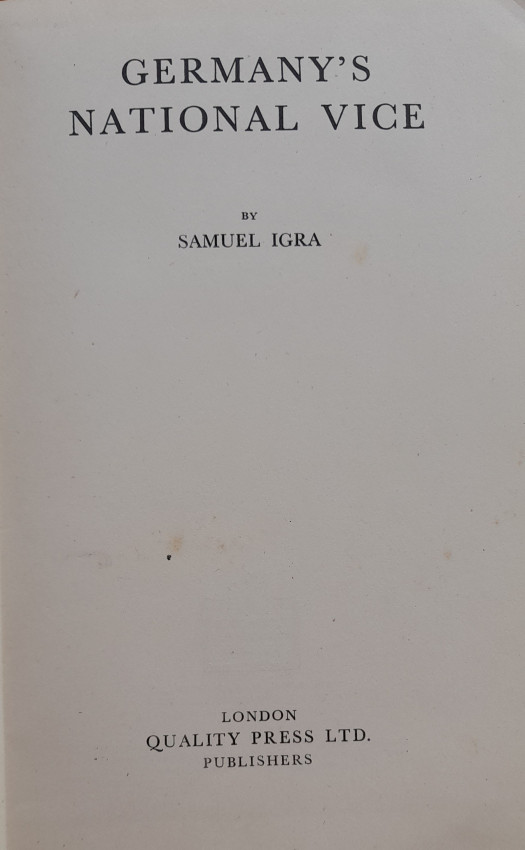 GERMANY'S
NATIONAL VICE
BY
SAMUEL IGRA
LONDON
QUALITY PRESS LTD.
PUBLISHERS